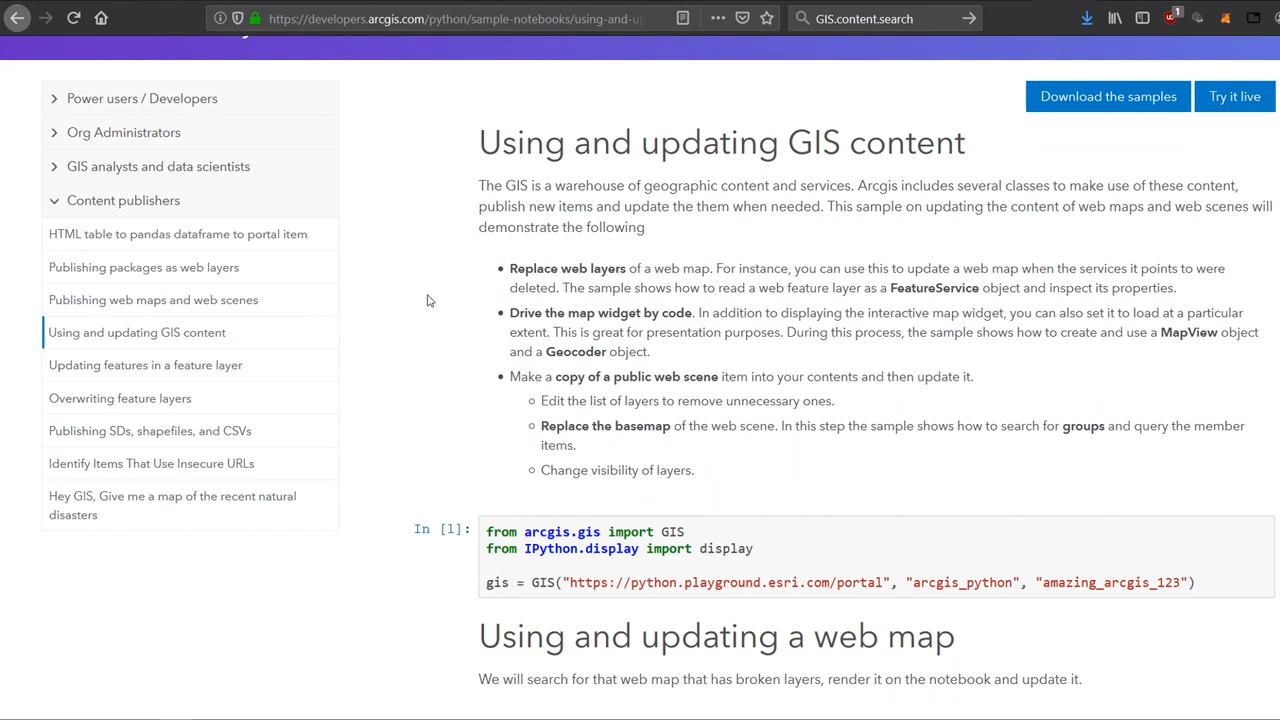 https://developers.arcgis.com/python/sample-notebooks/using-and-up
GIS.content.search
1
Power users / Developers
Org Administrators
GIS analysts and data scientists
Content publishers
HTML table to pandas dataframe to portal item
Publishing packages as web layers
Publishing web maps and web scenes
Using and updating GIS content
Updating features in a feature layer
Overwriting feature layers
Publishing SDs, shapefiles, and CSVs
Identify Items That Use Insecure URLs
Hey GIS, Give me a map of the recent natural
disasters
Download the samples
Try it live
Using and updating GIS content
The GIS is a warehouse of geographic content and services. Arcgis includes several classes to make use of these content,
publish new items and update the them when needed. This sample on updating the content of web maps and web scenes will
demonstrate the following
• Replace web layers of a web map. For instance, you can use this to update a web map when the services it points to were
deleted. The sample shows how to read a web feature layer as a FeatureService object and inspect its properties.
• Drive the map widget by code. In addition to displaying the interactive map widget, you can also set it to load at a particular
extent. This is great for presentation purposes. During this process, the sample shows how to create and use a MapView object
and a Geocoder object.
• Make a copy of a public web scene item into your contents and then update it.
○ Edit the list of layers to remove unnecessary ones.
○ Replace the basemap of the web scene. In this step the sample shows how to search for groups and query the member
items.
○ Change visibility of layers.
In [1]:
from arcgis.gis import GIS
from IPython.display import display
gis = GIS("https://python.playground.esri.com/portal", "arcgis_python", "amazing_arcgis_123")
Using and updating a web map
We will search for that web map that has broken layers, render it on the notebook and update it.